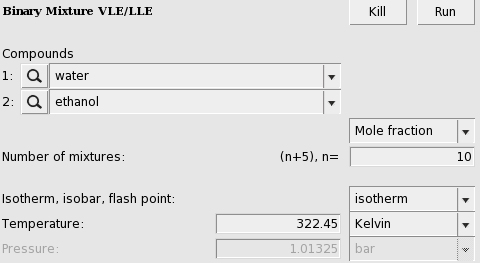 Binary Mixture VLE/LLE Kill Run
Compounds
1: water
2: ethanol
Mole fraction
Number of mixtures: (n+5), n= 10
Isotherm, isobar, flash point: isotherm
Temperature: 322.45 Kelvin
Pressure: 1.01325 bar